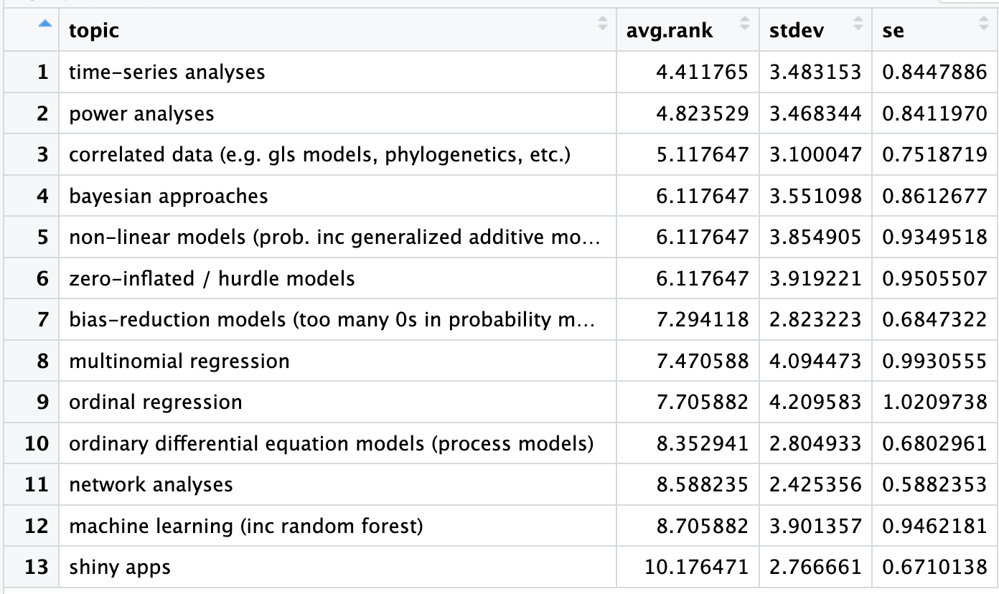 topic avg.rank stdev se
1 time-series analyses 4.411765 3.483153 0.8447886
2 power analyses 4.823529 3.468344 0.8411970
3 correlated data (e.g. gls models, phylogenetics, etc.) 5.117647 3.100047 0.7518719
4 bayesian approaches 6.117647 3.551098 0.8612677
5 non-linear models (prob. inc generalized additive mo... 6.117647 3.854905 0.9349518
6 zero-inflated / hurdle models 6.117647 3.919221 0.9505507
7 bias-reduction models (too many 0s in probability m... 7.294118 2.823223 0.6847322
8 multinomial regression 7.470588 4.094473 0.9930555
9 ordinal regression 7.705882 4.209583 1.0209738
10 ordinary differential equation models (process models) 8.352941 2.804933 0.6802961
11 network analyses 8.588235 2.425356 0.5882353
12 machine learning (inc random forest) 8.705882 3.901357 0.9462181
13 shiny apps 10.176471 2.766661 0.6710138